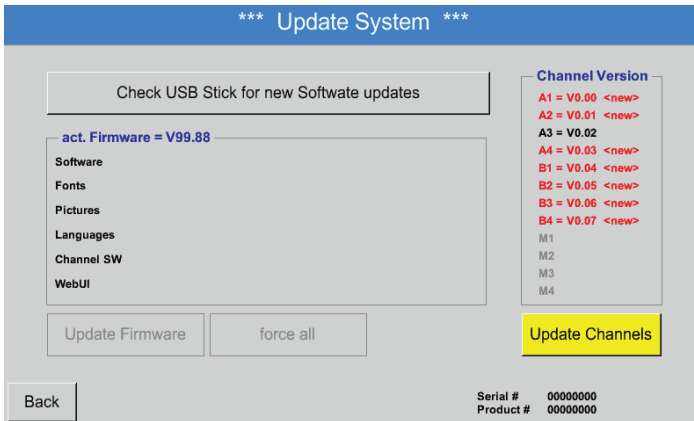 *** Update System ***
Check USB Stick for new Softwate updates
act. Firmware = V99.88
Software
Fonts
Pictures
Languages
Channel SW
WebUI
Update Firmware
force all
Channel Version
A1 = V0.00 <new>
A2 = V0.01 <new>
A3 = V0.02
A4 = V0.03 <new>
B1 = V0.04 <new>
B2 = V0.05 <new>
B3 = V0.06 <new>
B4 = V0.07 <new>
M1
M2
M3
M4
Update Channels
Back
Serial # 00000000
Product # 00000000